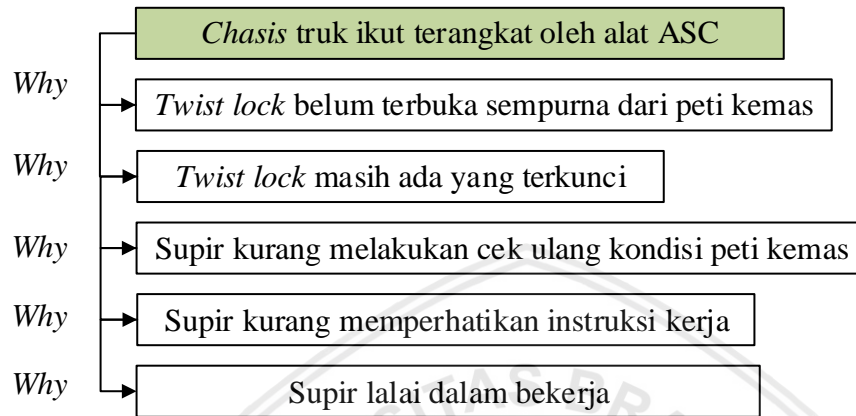 Chasis truk ikut terangkat oleh alat ASC
Why
Twist lock belum terbuka sempurna dari peti kemas
Why
Twist lock masih ada yang terkunci
Why
Supir kurang melakukan cek ulang kondisi peti kemas
Why
Supir kurang memperhatikan instruksi kerja
Why
Supir lalai dalam bekerja